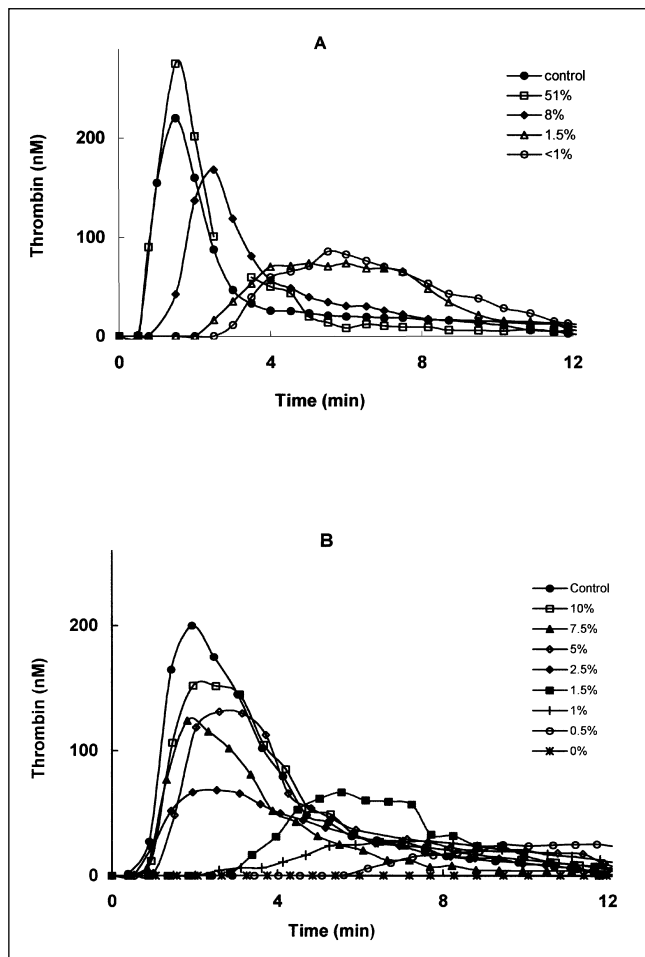 A
Thrombin (nM)
200
100
0
0 4 8 12
Time (min)
control
51%
8%
1.5%
<1%
B
Thrombin (nM)
200
100
0
0 4 8 12
Time (min)
Control
10%
7.5%
5%
2.5%
1.5%
1%
0.5%
0%